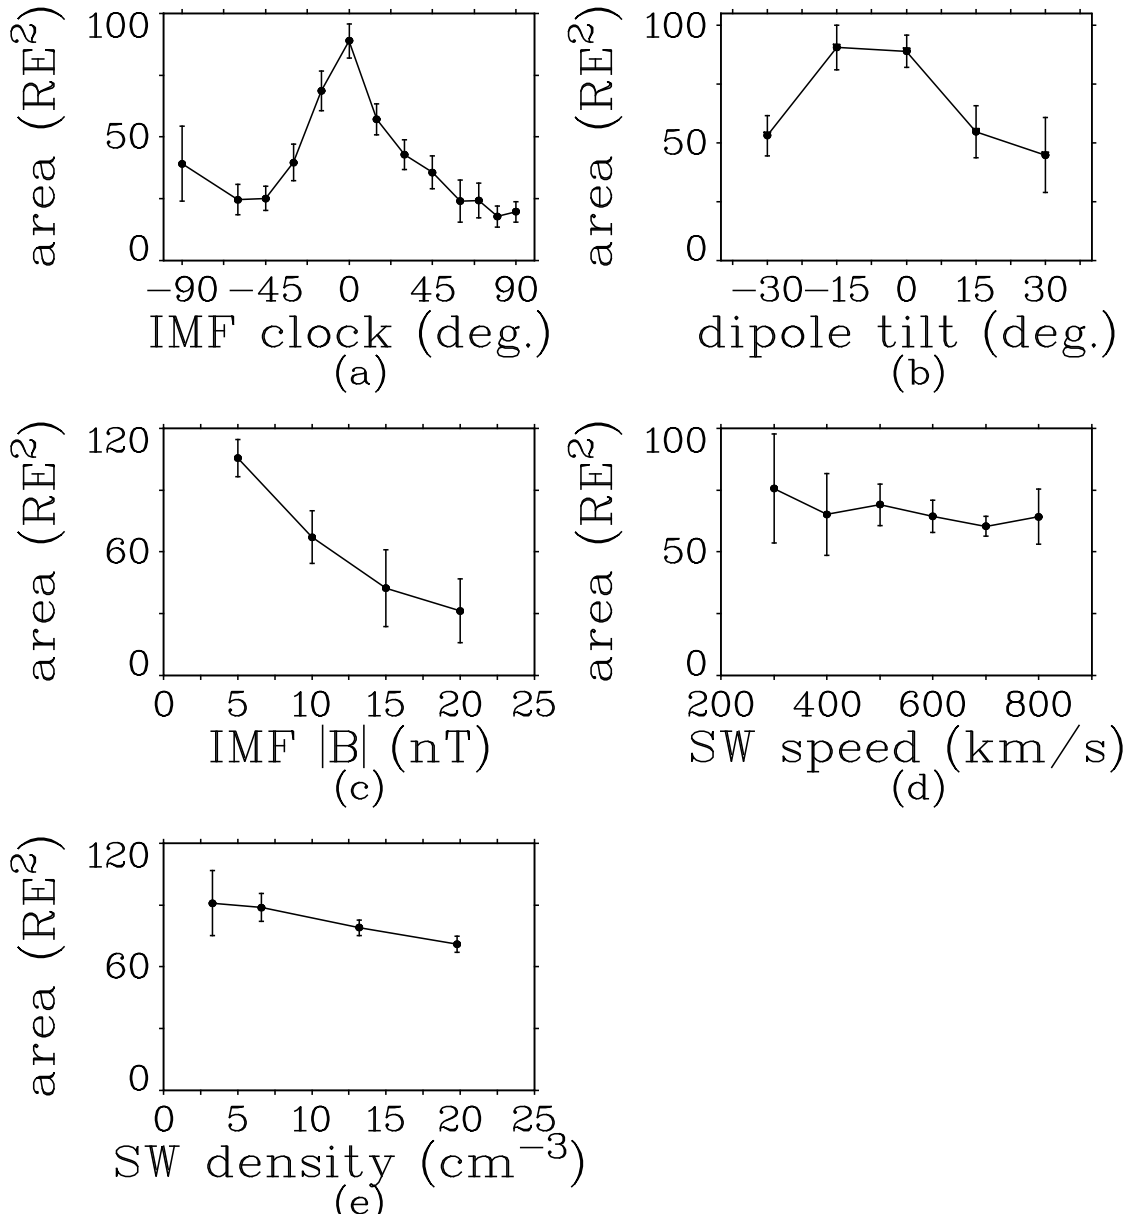 area (RE²)
100
50
0
−90 −45 0 45 90
IMF clock (deg.)
(a)
area (RE²)
100
50
0
−30 −15 0 15 30
dipole tilt (deg.)
(b)
area (RE²)
120
60
0
0 5 10 15 20 25
IMF |B| (nT)
(c)
area (RE²)
100
50
0
200 400 600 800
SW speed (km/s)
(d)
area (RE²)
120
60
0
0 5 10 15 20 25
SW density (cm⁻³)
(e)